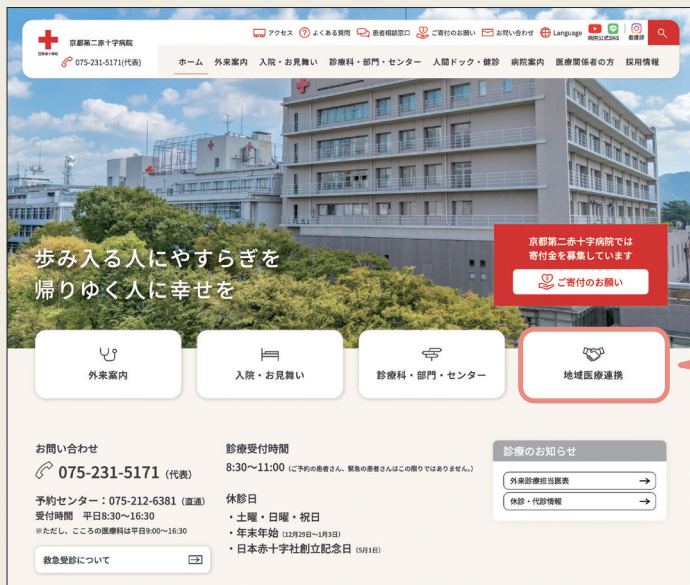 日本赤十字社
京都第二赤十字病院
075-231-5171(代表)
アクセス よくある質問 患者相談窓口 ご寄付のお願い お問い合わせ Language 病院公式SNS 看護部
ホーム 外来案内 入院・お見舞い 診療科・部門・センター 人間ドック・健診 病院案内 医療関係者の方 採用情報
歩み入る人にやすらぎを
帰りゆく人に幸せを
京都第二赤十字病院では
寄付金を募集しています
ご寄付のお願い
外来案内
入院・お見舞い
診療科・部門・センター
地域医療連携
お問い合わせ
075-231-5171(代表)
予約センター:075-212-6381(直通)
受付時間 平日8:30~16:30
※ただし、こころの医療科は平日9:00~16:30
救急受診について
診療受付時間
8:30~11:00(ご予約の患者さん、緊急の患者さんはこの限りではありません。)
休診日
・土曜・日曜・祝日
・年末年始(12月29日~1月3日)
・日本赤十字社創立記念日(5月1日)
診療のお知らせ
外来診療担当医表
休診・代診情報